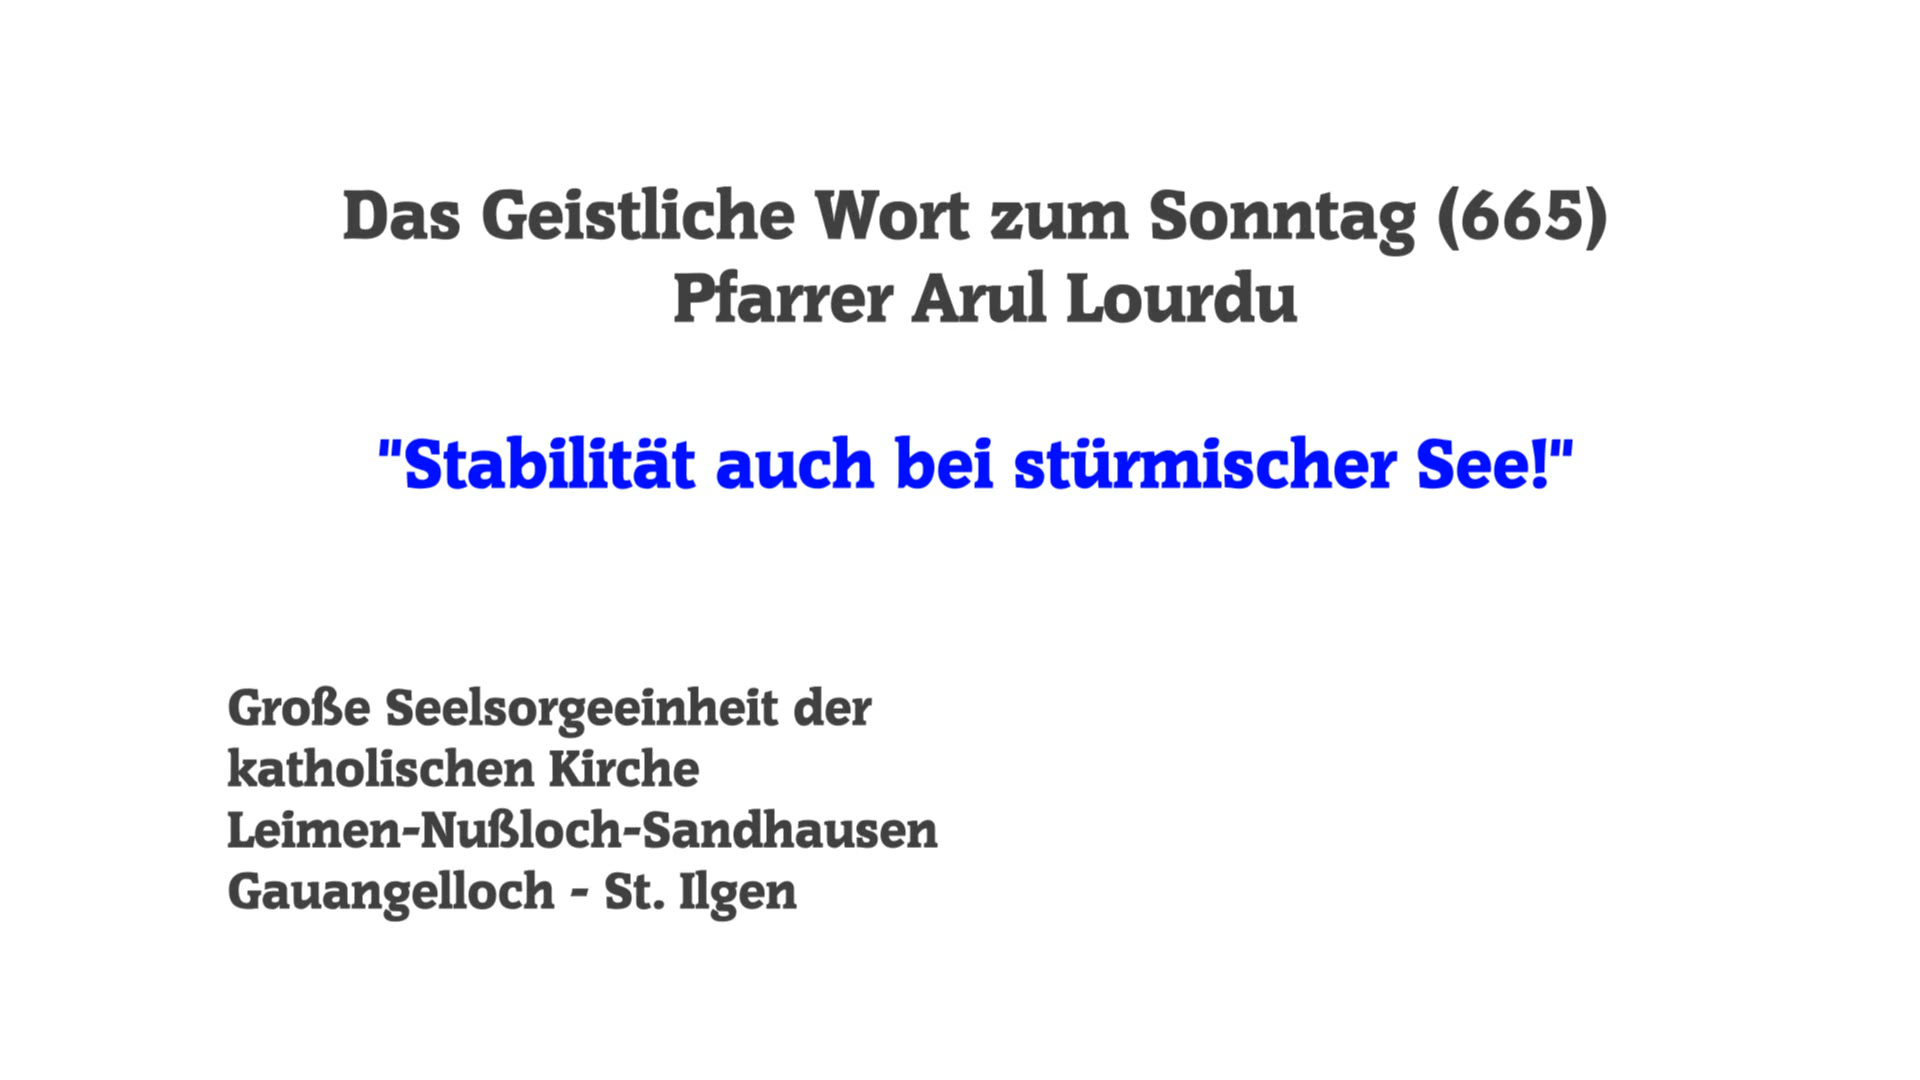 Das Geistliche Wort zum Sonntag (665)
Pfarrer Arul Lourdu
"Stabilität auch bei stürmischer See!"
Große Seelsorgeeinheit der
katholischen Kirche
Leimen-Nußloch-Sandhausen
Gauangelloch - St. Ilgen